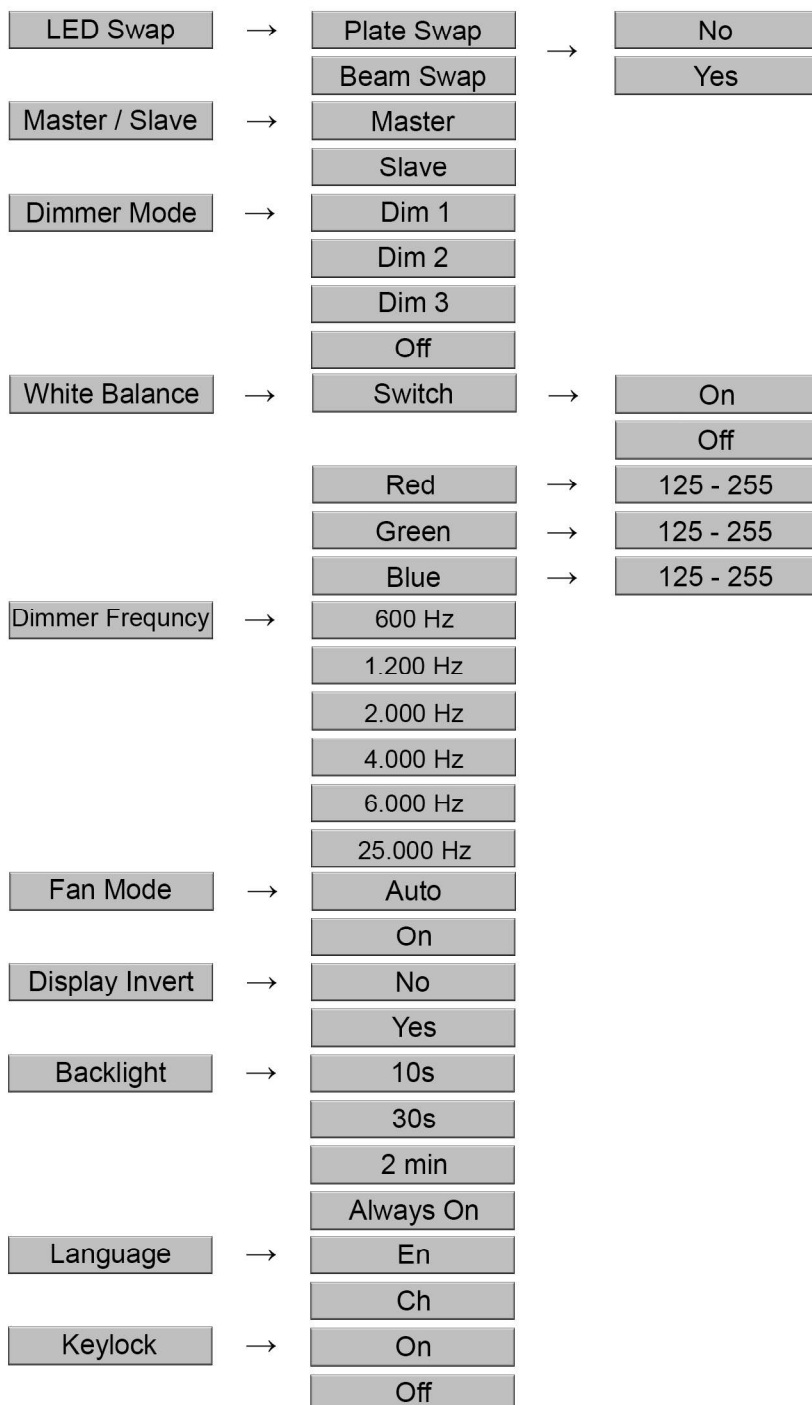 LED Swap → Plate Swap → No
Beam Swap Yes
Master / Slave → Master
Slave
Dimmer Mode → Dim 1
Dim 2
Dim 3
Off
White Balance → Switch → On
Off
Red → 125 - 255
Green → 125 - 255
Blue → 125 - 255
Dimmer Frequncy → 600 Hz
1.200 Hz
2.000 Hz
4.000 Hz
6.000 Hz
25.000 Hz
Fan Mode → Auto
On
Display Invert → No
Yes
Backlight → 10s
30s
2 min
Always On
Language → En
Ch
Keylock → On
Off